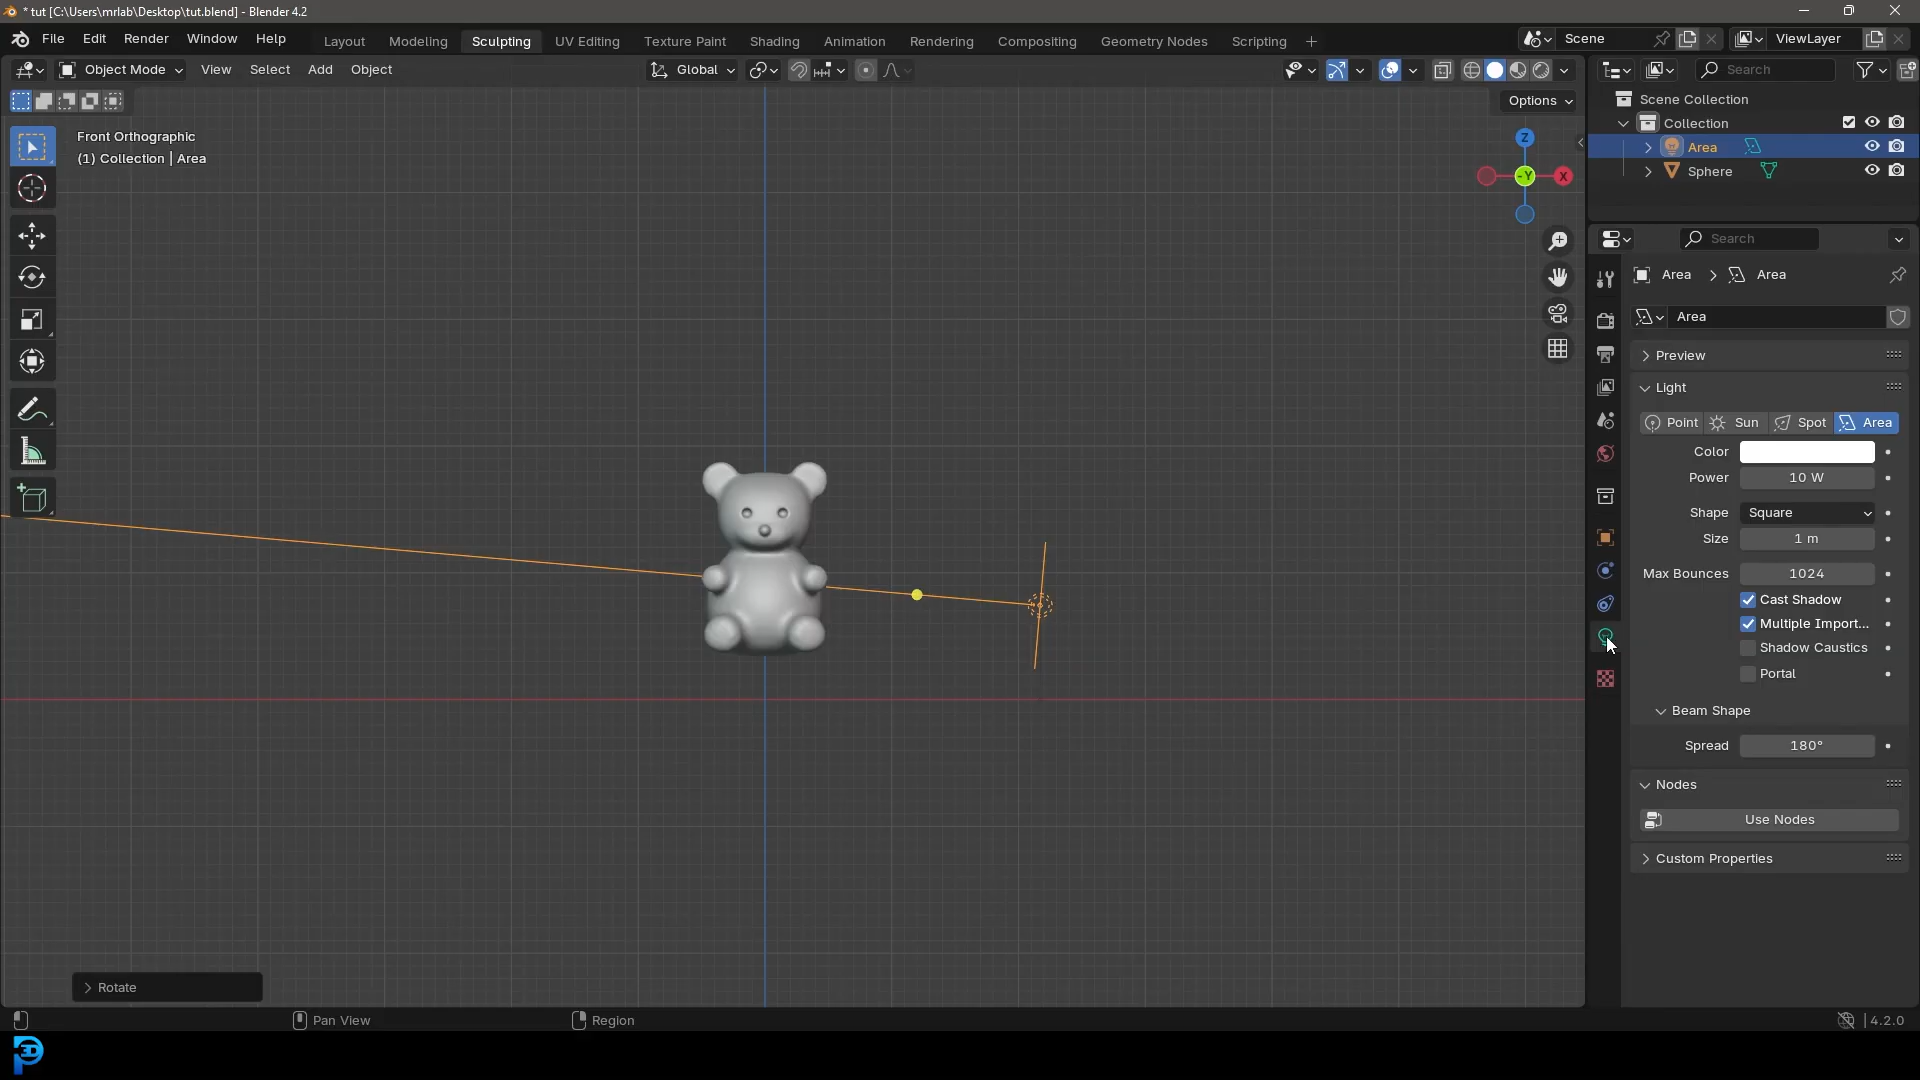 * tut [C:\Users\mrlab\Desktop\tut.blend] - Blender 4.2
File Edit Render Window Help Layout Modeling Sculpting UV Editing Texture Paint Shading Animation Rendering Compositing Geometry Nodes Scripting + Scene ViewLayer
Object Mode View Select Add Object Global Search
Options
Front Orthographic
(1) Collection | Area
Z
-Y X
Scene Collection
Collection
Area
Sphere
Search
Area > Area
Area
Preview
Light
Point Sun Spot Area
Color
Power 10 W
Shape Square
Size 1 m
Max Bounces 1024
Cast Shadow
Multiple Import...
Shadow Caustics
Portal
Beam Shape
Spread 180°
Nodes
Use Nodes
Custom Properties
Rotate
Pan View Region 4.2.0